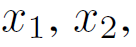 x₁, x₂,